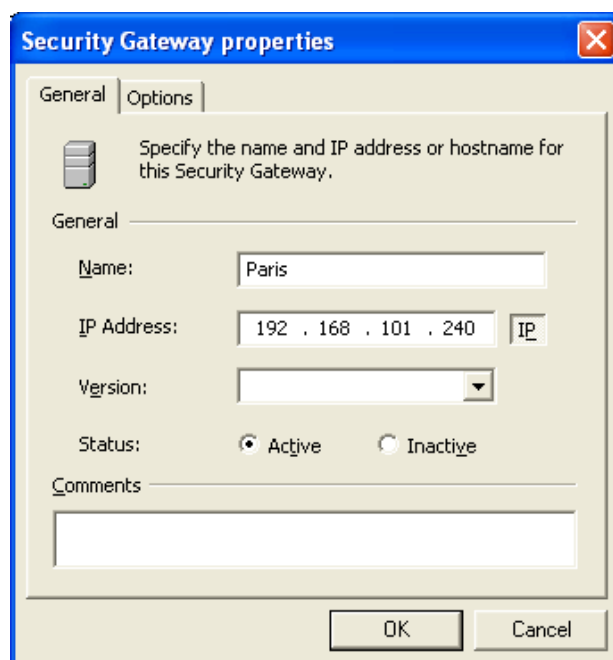 Security Gateway properties
General
Options
Specify the name and IP address or hostname for
this Security Gateway.
General
Name:
Paris
IP Address:
192 . 168 . 101 . 240
IP
Version:
Status:
Active
Inactive
Comments
OK
Cancel